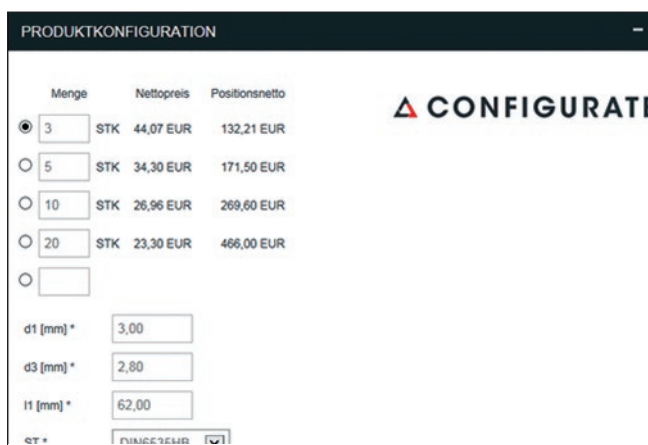 PRODUKTKONFIGURATION –
Menge Nettopreis Positionsnetto
3 STK 44,07 EUR 132,21 EUR
5 STK 34,30 EUR 171,50 EUR
10 STK 26,96 EUR 269,60 EUR
20 STK 23,30 EUR 466,00 EUR
CONFIGURATE
d1 [mm] * 3,00
d3 [mm] * 2,80
l1 [mm] * 62,00
ST * DIN6535HB